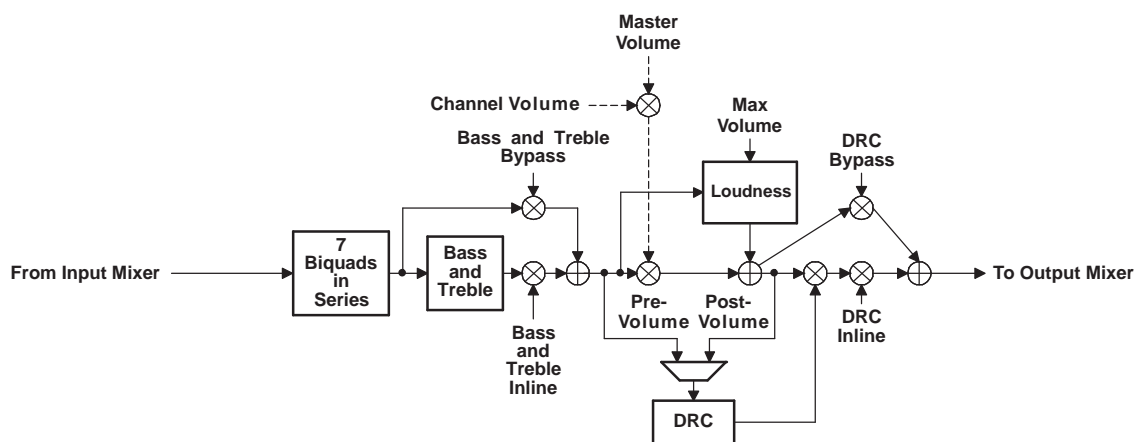 Master
Volume
Channel Volume
Max
Volume
Bass and Treble
Bypass
DRC
Bypass
Loudness
7
Biquads
in
Series
Bass
and
Treble
From Input Mixer
To Output Mixer
Pre-
Volume
Post-
Volume
DRC
Inline
Bass
and
Treble
Inline
DRC